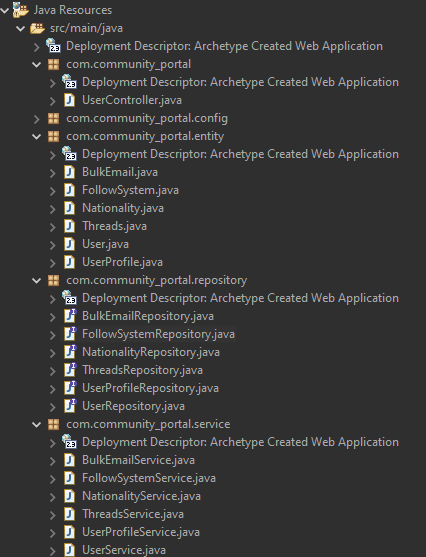 Java Resources
src/main/java
Deployment Descriptor: Archetype Created Web Application
com.community_portal
Deployment Descriptor: Archetype Created Web Application
UserController.java
com.community_portal.config
com.community_portal.entity
Deployment Descriptor: Archetype Created Web Application
BulkEmail.java
FollowSystem.java
Nationality.java
Threads.java
User.java
UserProfile.java
com.community_portal.repository
Deployment Descriptor: Archetype Created Web Application
BulkEmailRepository.java
FollowSystemRepository.java
NationalityRepository.java
ThreadsRepository.java
UserProfileRepository.java
UserRepository.java
com.community_portal.service
Deployment Descriptor: Archetype Created Web Application
BulkEmailService.java
FollowSystemService.java
NationalityService.java
ThreadsService.java
UserProfileService.java
UserService.java